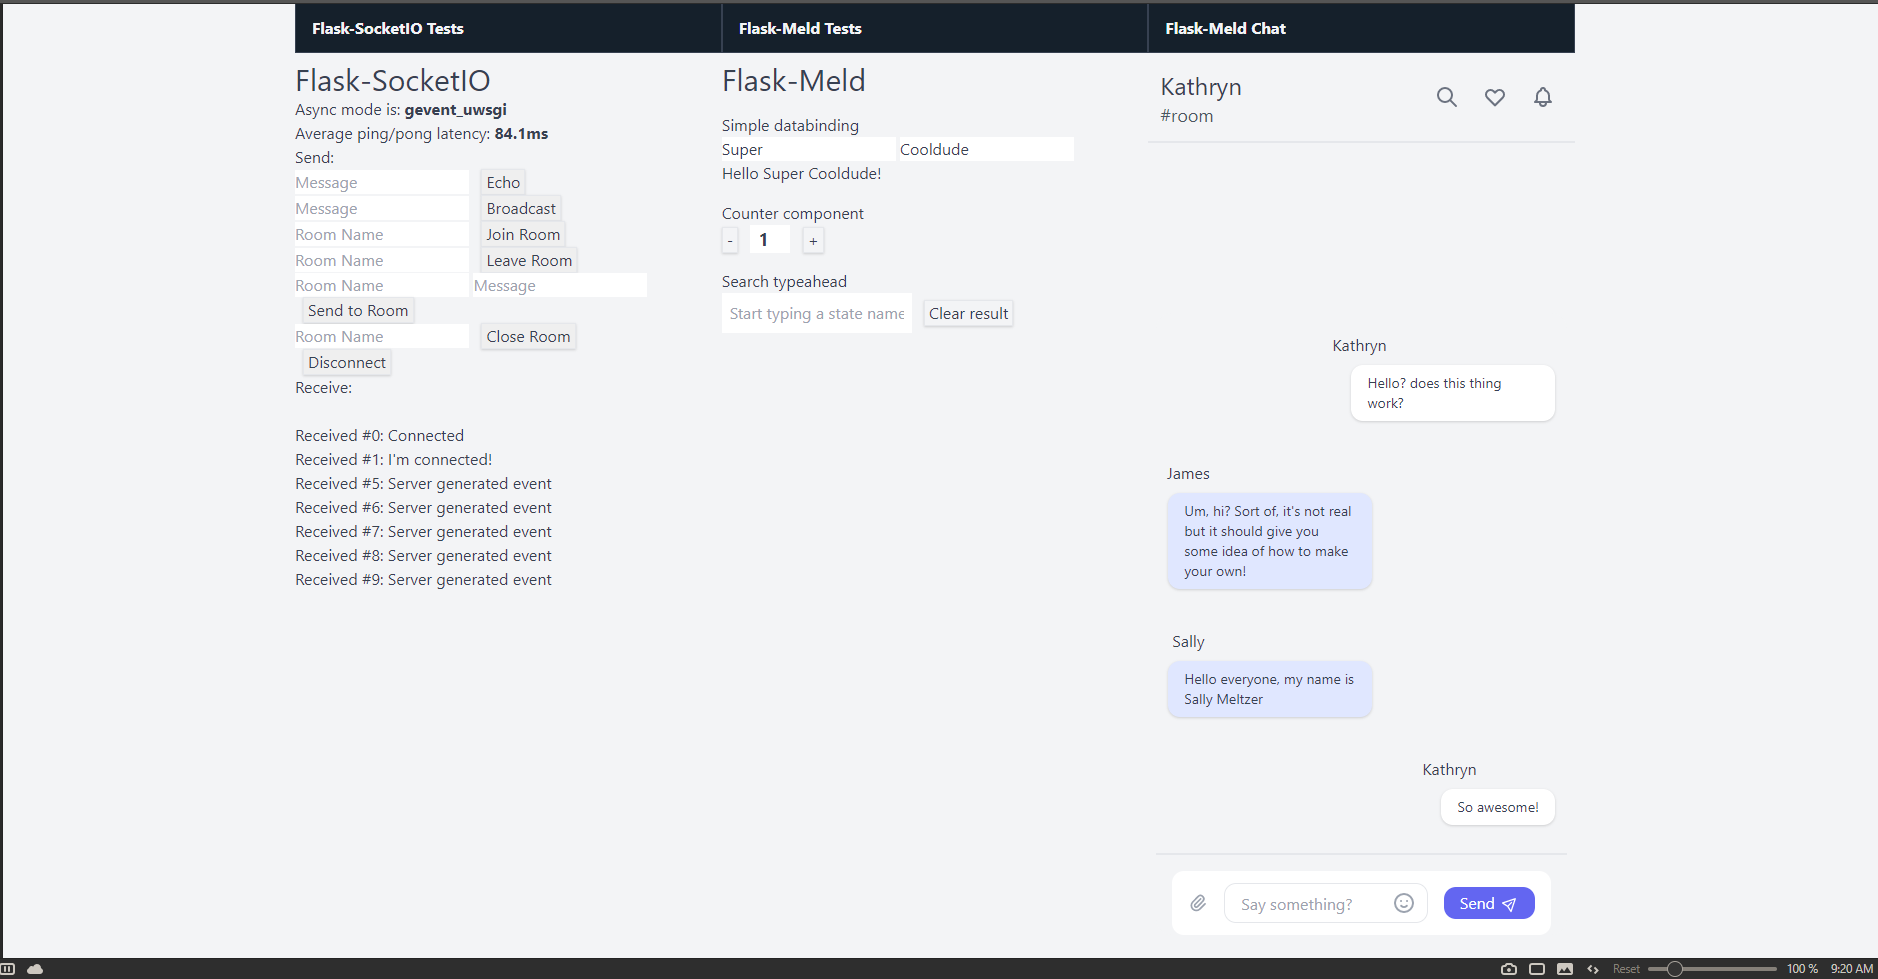 Flask-SocketIO Tests
Flask-Meld Tests
Flask-Meld Chat
Flask-SocketIO
Async mode is: gevent_uwsgi
Average ping/pong latency: 84.1ms
Send:
Message Echo
Message Broadcast
Room Name Join Room
Room Name Leave Room
Room Name Message
Send to Room
Room Name Close Room
Disconnect
Receive:
Received #0: Connected
Received #1: I'm connected!
Received #5: Server generated event
Received #6: Server generated event
Received #7: Server generated event
Received #8: Server generated event
Received #9: Server generated event
Flask-Meld
Simple databinding
Super Cooldude
Hello Super Cooldude!
Counter component
- 1 +
Search typeahead
Start typing a state name Clear result
Kathryn
#room
Kathryn
Hello? does this thing
work?
James
Um, hi? Sort of, it's not real
but it should give you
some idea of how to make
your own!
Sally
Hello everyone, my name is
Sally Meltzer
Kathryn
So awesome!
Say something? Send
Reset 100 % 9:20 AM